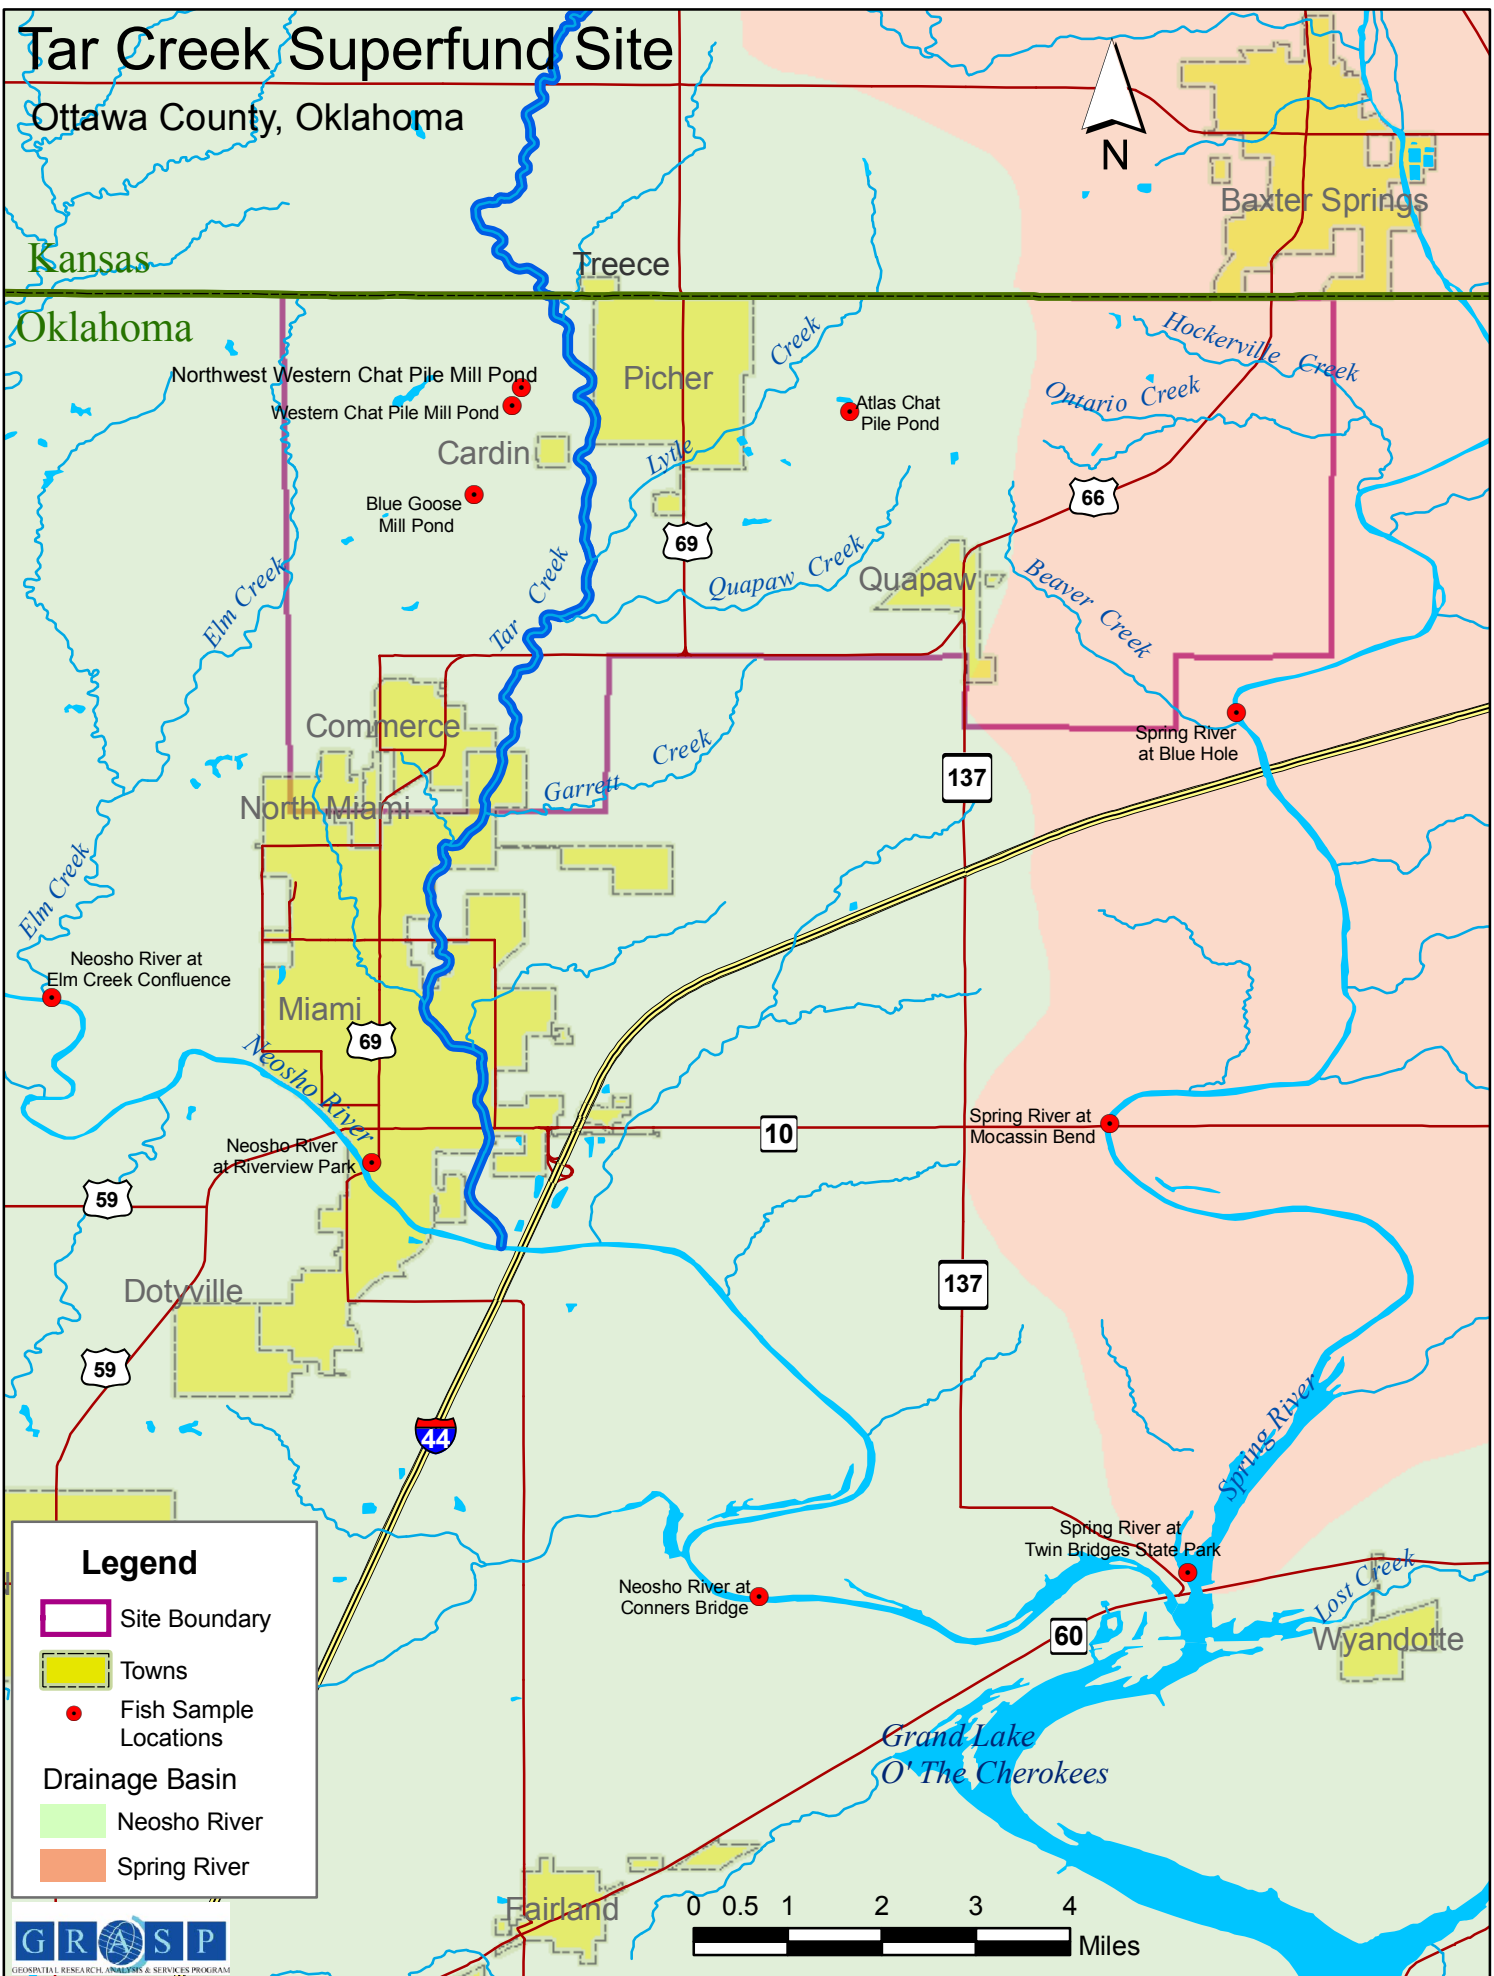 Tar Creek Superfund Site
Ottawa County, Oklahoma
N
Baxter Springs
Kansas
Treece
Oklahoma
Hockerville Creek
Creek
Northwest Western Chat Pile Mill Pond
Picher
Ontario Creek
Western Chat Pile Mill Pond
Atlas Chat
Pile Pond
Cardin
Lytle
66
Blue Goose
Mill Pond
69
Elm Creek
Tar Creek
Quapaw Creek
Quapaw
Beaver Creek
Commerce
Spring River
at Blue Hole
Garrett Creek
137
North Miami
Elm Creek
Neosho River at
Elm Creek Confluence
Miami
69
Neosho River
10
Spring River at
Mocassin Bend
Neosho River
at Riverview Park
59
137
Dotyville
59
44
Spring River
Spring River at
Twin Bridges State Park
Neosho River at
Conners Bridge
Lost Creek
60
Wyandotte
Grand Lake
O' The Cherokees
Legend
Site Boundary
Towns
Fish Sample
Locations
Drainage Basin
Neosho River
Spring River
Fairland
0 0.5 1 2 3 4
Miles
GRASP
GEOSPATIAL RESEARCH, ANALYSIS & SERVICES PROGRAM